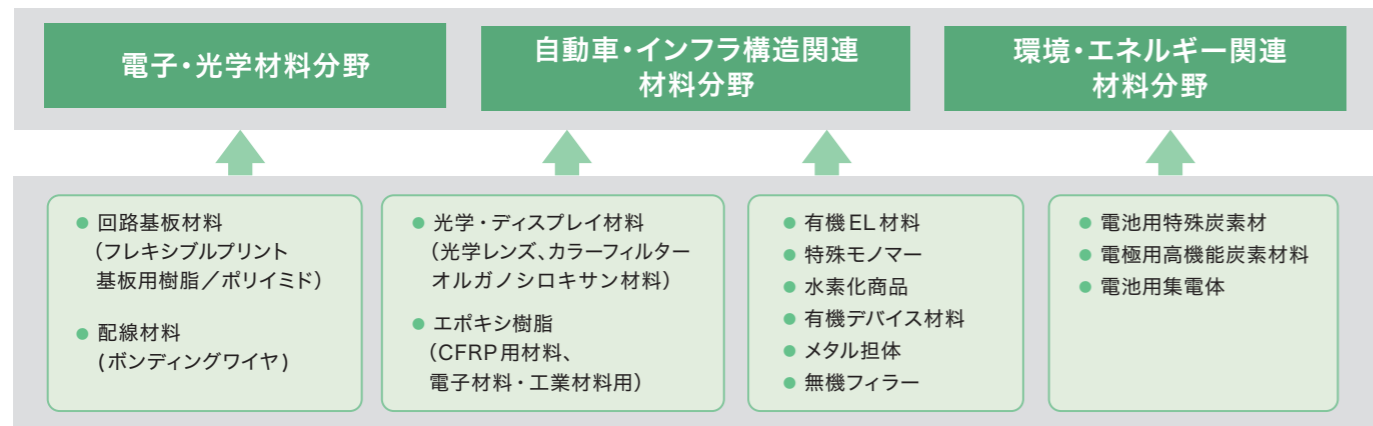 電子・光学材料分野
自動車・インフラ構造関連
材料分野
環境・エネルギー関連
材料分野
● 回路基板材料
（フレキシブルプリント
基板用樹脂／ポリイミド）
● 配線材料
(ボンディングワイヤ)
● 光学・ディスプレイ材料
（光学レンズ、カラーフィルター
オルガノシロキサン材料）
● エポキシ樹脂
（CFRP用材料、
電子材料・工業材料用）
● 有機EL材料
● 特殊モノマー
● 水素化商品
● 有機デバイス材料
● メタル担体
● 無機フィラー
● 電池用特殊炭素材
● 電極用高機能炭素材料
● 電池用集電体